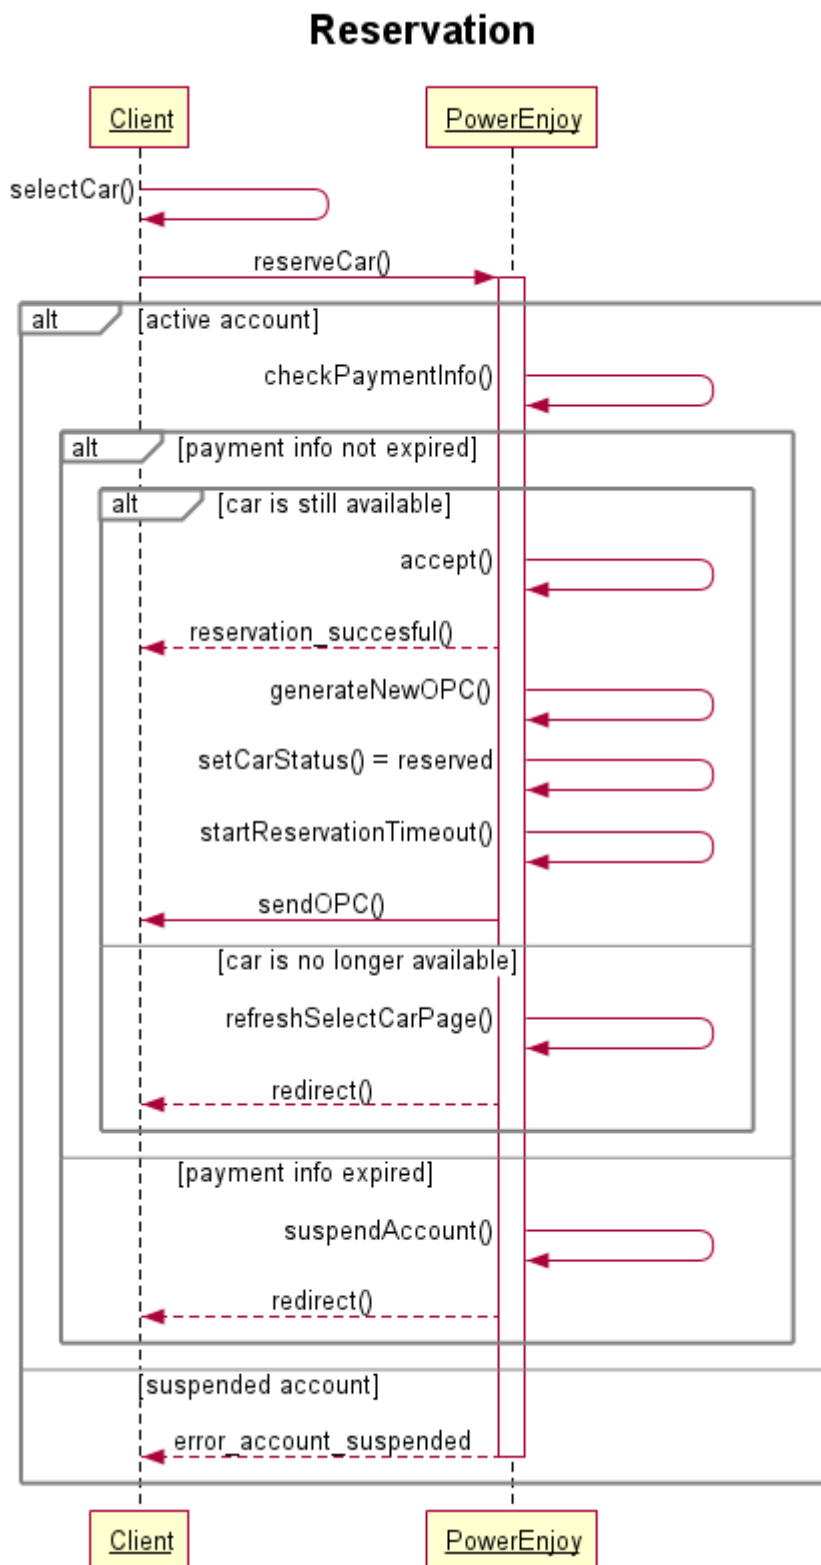 Reservation
Client
PowerEnjoy
selectCar()
reserveCar()
alt [active account]
checkPaymentInfo()
alt [payment info not expired]
alt [car is still available]
accept()
reservation_succesful()
generateNewOPC()
setCarStatus() = reserved
startReservationTimeout()
sendOPC()
[car is no longer available]
refreshSelectCarPage()
redirect()
[payment info expired]
suspendAccount()
redirect()
[suspended account]
error_account_suspended
Client
PowerEnjoy